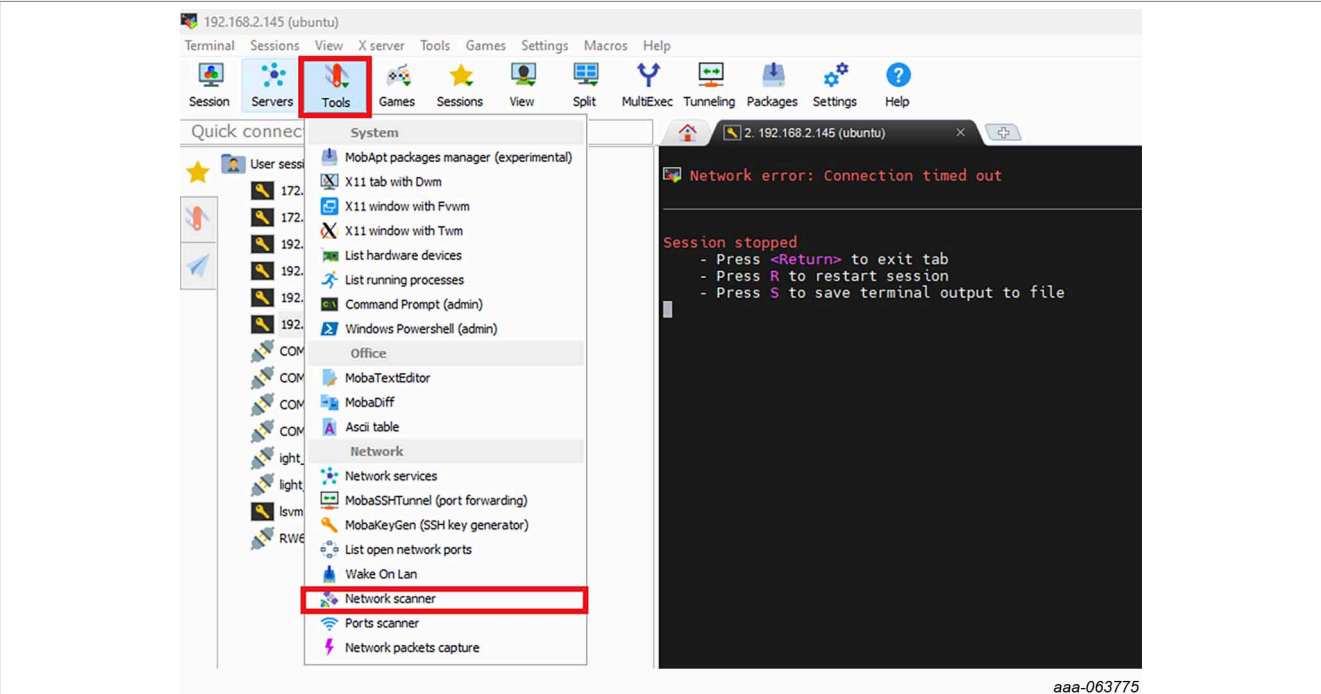 192.168.2.145 (ubuntu)
Terminal Sessions View X server Tools Games Settings Macros Help
Session Servers Tools Games Sessions View Split MultiExec Tunneling Packages Settings Help
Quick connec
2. 192.168.2.145 (ubuntu)
System
MobApt packages manager (experimental)
X11 tab with Dwm
X11 window with Fvwm
X11 window with Twm
List hardware devices
List running processes
Command Prompt (admin)
Windows Powershell (admin)
Office
MobaTextEditor
MobaDiff
Ascii table
Network
Network services
MobaSSHTunnel (port forwarding)
MobaKeyGen (SSH key generator)
List open network ports
Wake On Lan
Network scanner
Ports scanner
Network packets capture
User sessi
172.
172.
192.
192.
192.
192.
COM
COM
COM
COM
ight_
light_
lsvm
RW6
Network error: Connection timed out
Session stopped
- Press <Return> to exit tab
- Press R to restart session
- Press S to save terminal output to file
aaa-063775